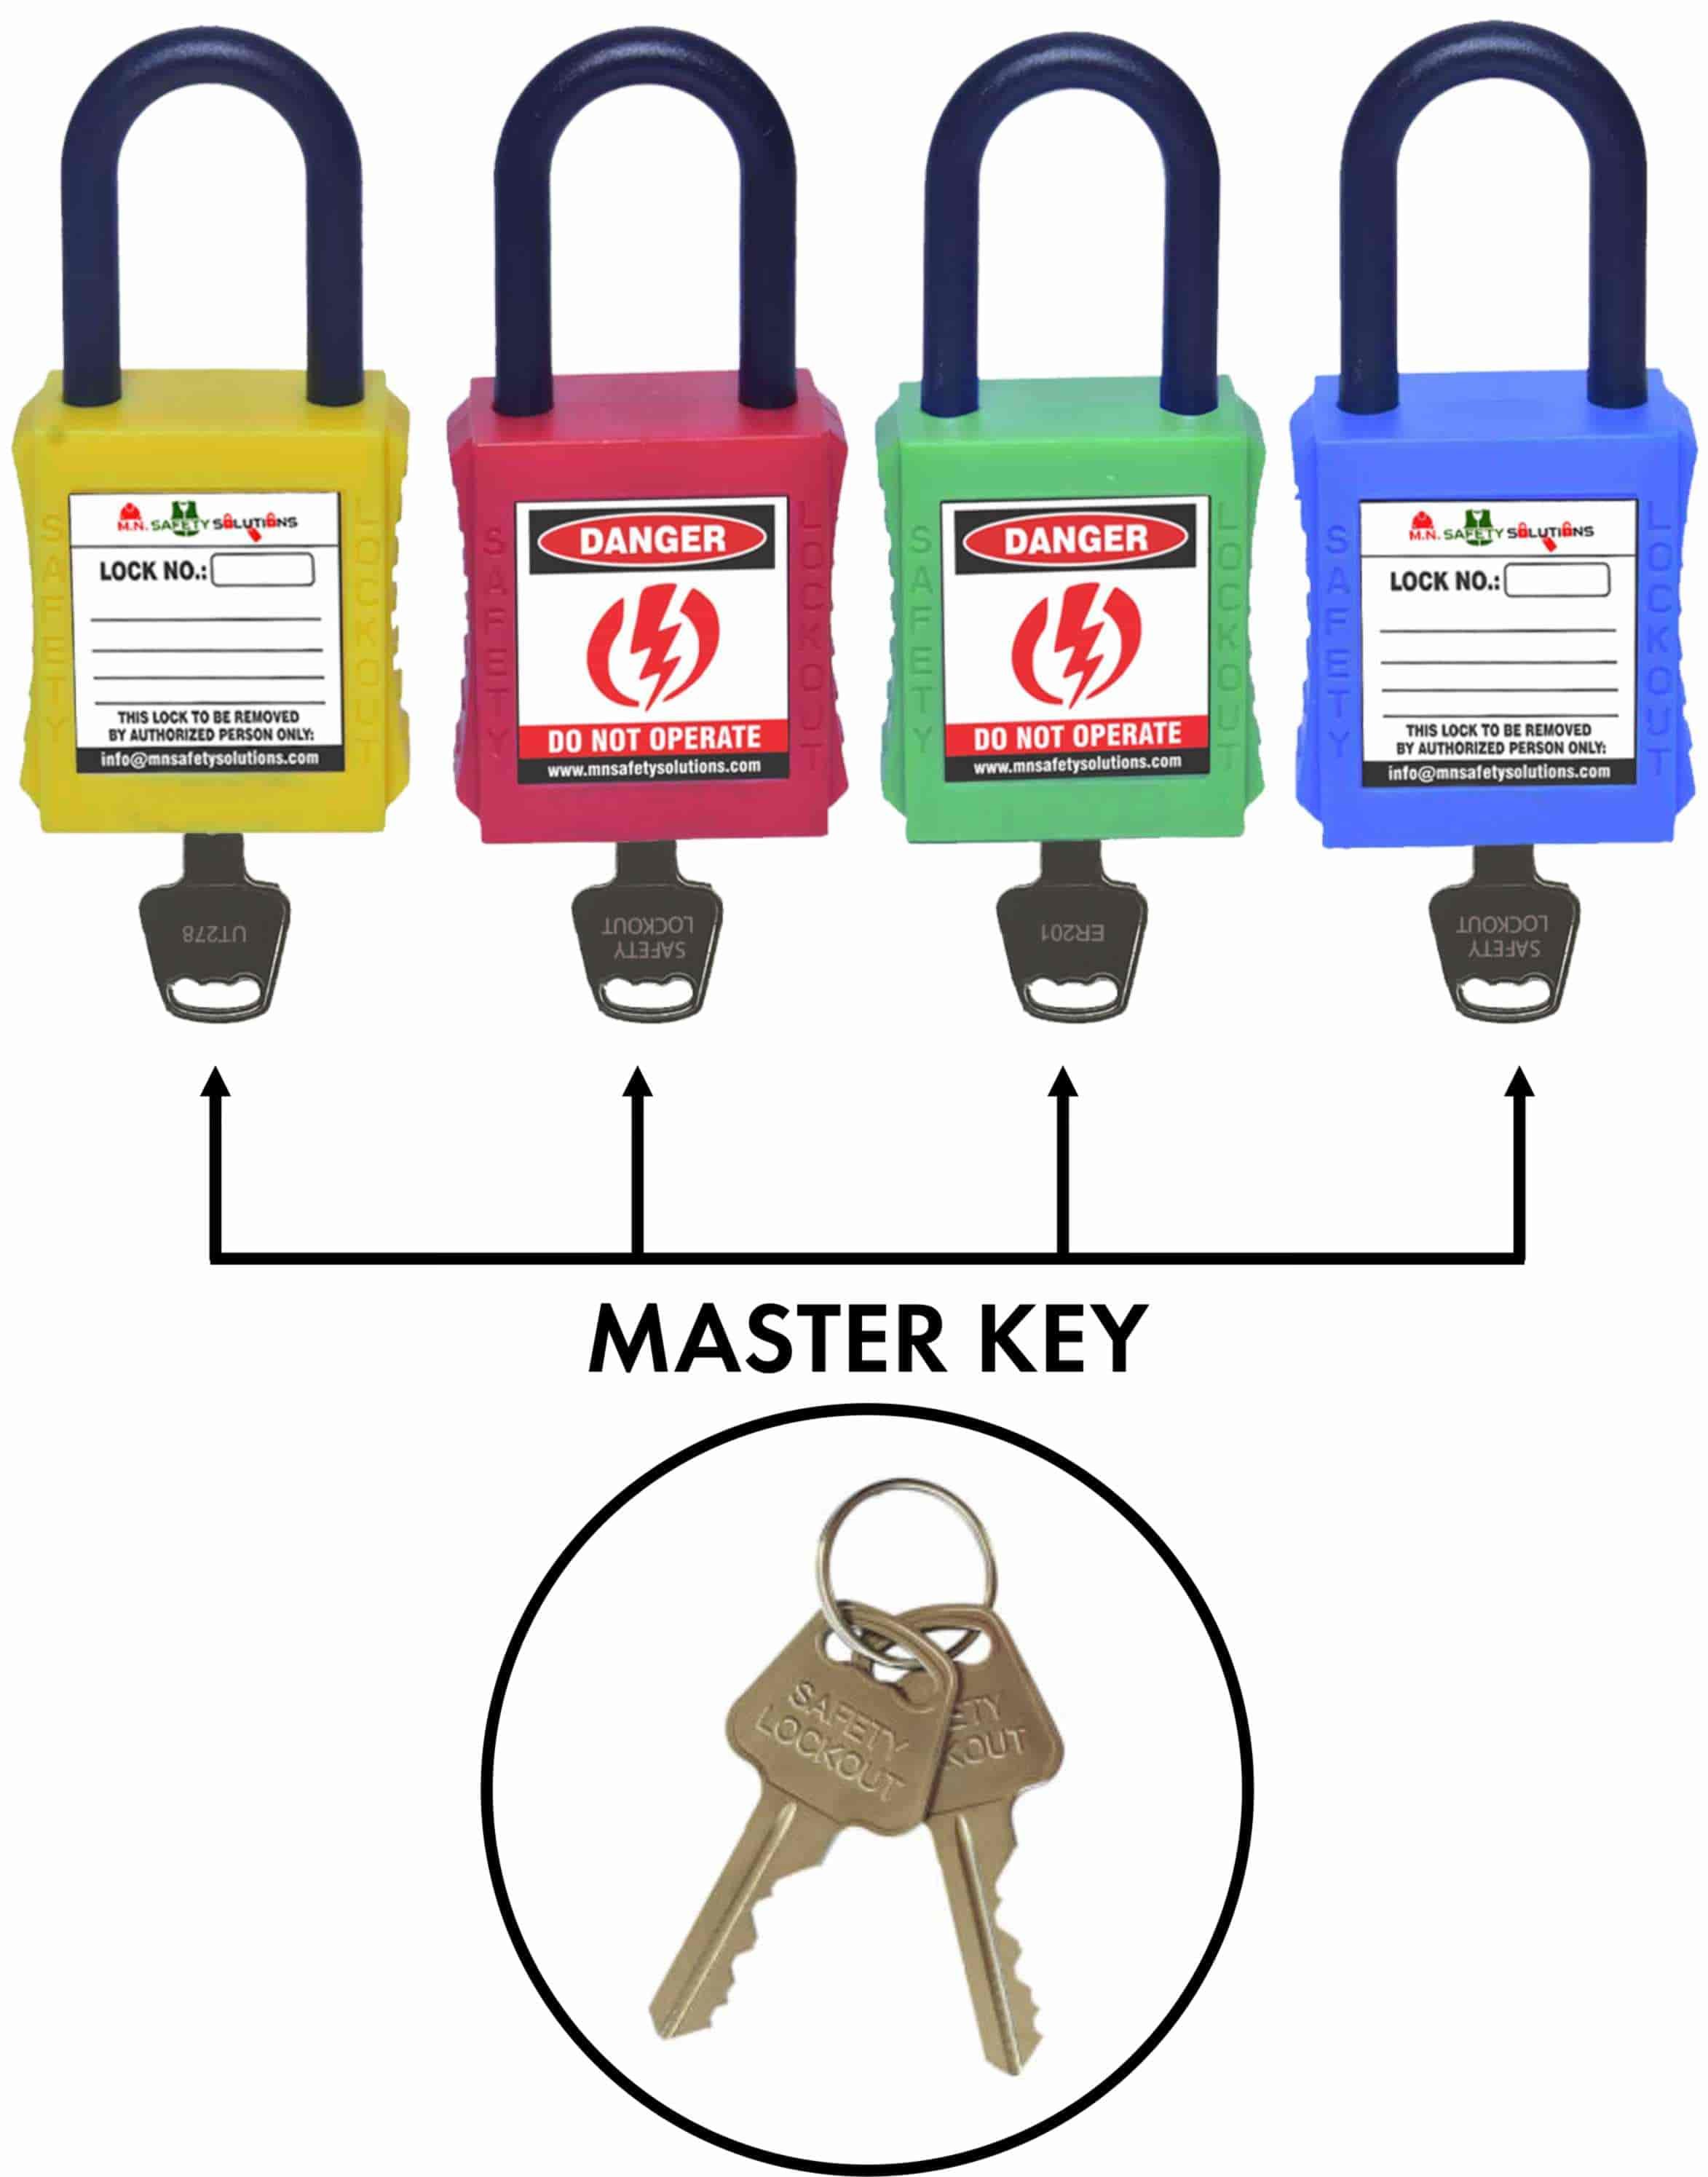 M.N. SAFETY SOLUTIONS
LOCK NO.:
THIS LOCK TO BE REMOVED
BY AUTHORIZED PERSON ONLY:
info@mnsafetysolutions.com
SAFETY
LOCKOUT
UT278
DANGER
DO NOT OPERATE
www.mnsafetysolutions.com
SAFETY
LOCKOUT
SAFETY
LOCKOUT
DANGER
DO NOT OPERATE
www.mnsafetysolutions.com
SAFETY
LOCKOUT
ER201
M.N. SAFETY SOLUTIONS
LOCK NO.:
THIS LOCK TO BE REMOVED
BY AUTHORIZED PERSON ONLY:
info@mnsafetysolutions.com
SAFETY
LOCKOUT
SAFETY
LOCKOUT
MASTER KEY
SAFETY
LOCKOUT
ETY
KOUT